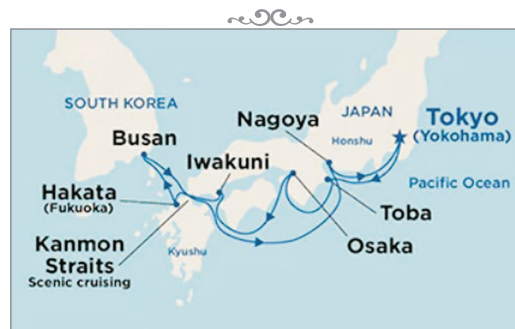 SOUTH KOREA
Busan
Nagoya
JAPAN
Honshu
Tokyo
(Yokohama)
Iwakuni
Pacific Ocean
Hakata
(Fukuoka)
Toba
Kanmon
Straits
Scenic cruising
Kyushu
Osaka